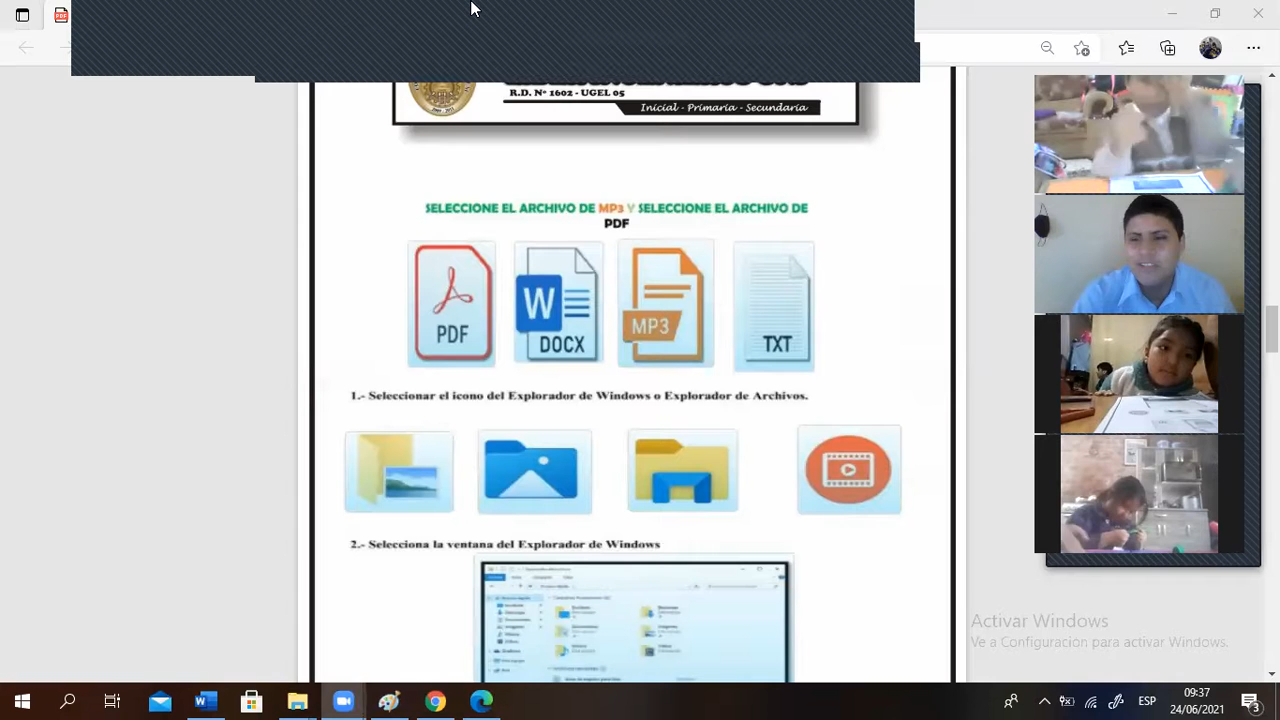 R.D. Nº 1602 - UGEL 05
Inicial - Primaria - Secundaria
SELECCIONE EL ARCHIVO DE MP3 Y SELECCIONE EL ARCHIVO DE
PDF
PDF
DOCX
MP3
TXT
W
1.- Seleccionar el icono del Explorador de Windows o Explorador de Archivos.
2.- Selecciona la ventana del Explorador de Windows
Activar Windows
Ve a Configuración para activar Windows.
ESP
09:37
24/06/2021
3